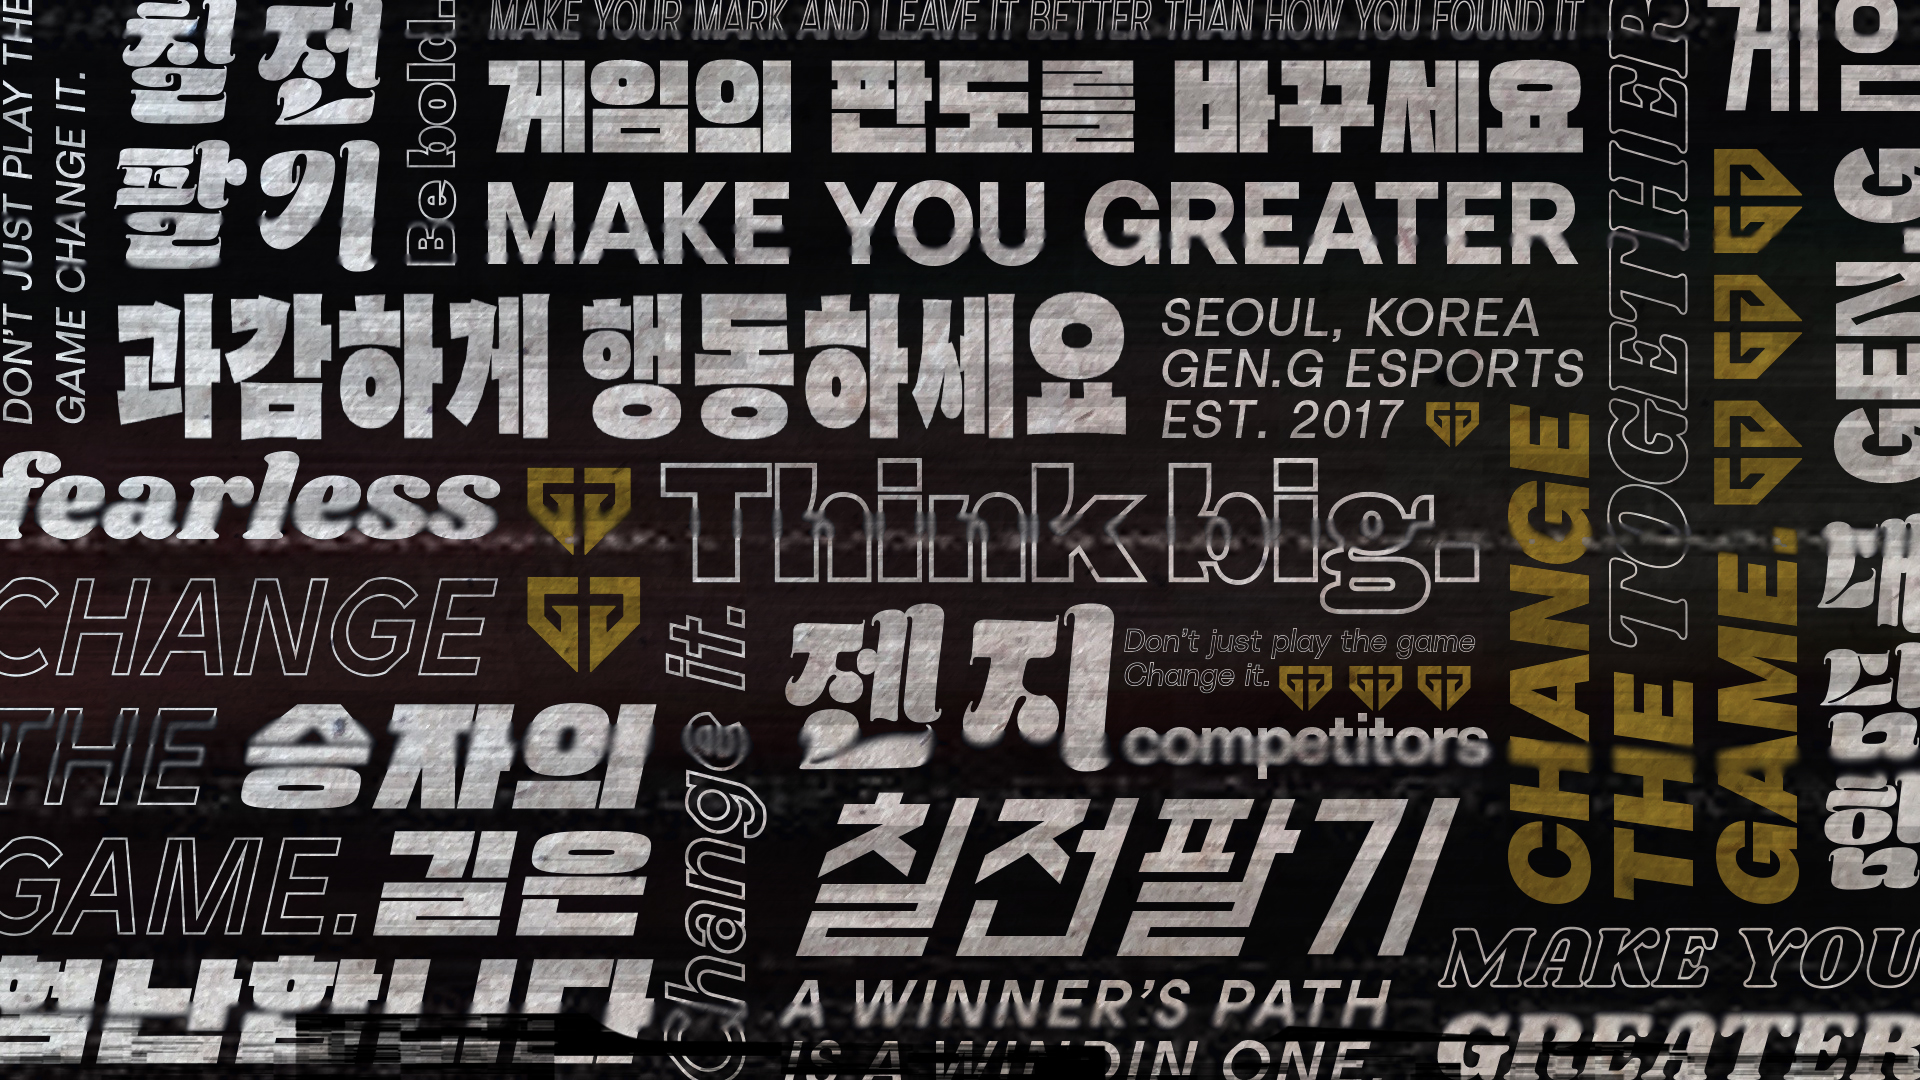 DON'T JUST PLAY THE
GAME CHANGE IT.
칠전
팔기
Be bold.
MAKE YOUR MARK AND LEAVE IT BETTER THAN HOW YOU FOUND IT
게임의 판도를 바꾸세요
MAKE YOU GREATER
과감하게 행동하세요
SEOUL, KOREA
GEN.G ESPORTS
EST. 2017
TOGETHER
GEN.G
fearless
Think big.
CHANGE
THE 승자의
GAME. 길은
험난합니다
Change it.
젠지
Don't just play the game
Change it.
competitors
CHANGE
THE
GAME.
칠전팔기
A WINNER'S PATH
MAKE YOU
GREATER